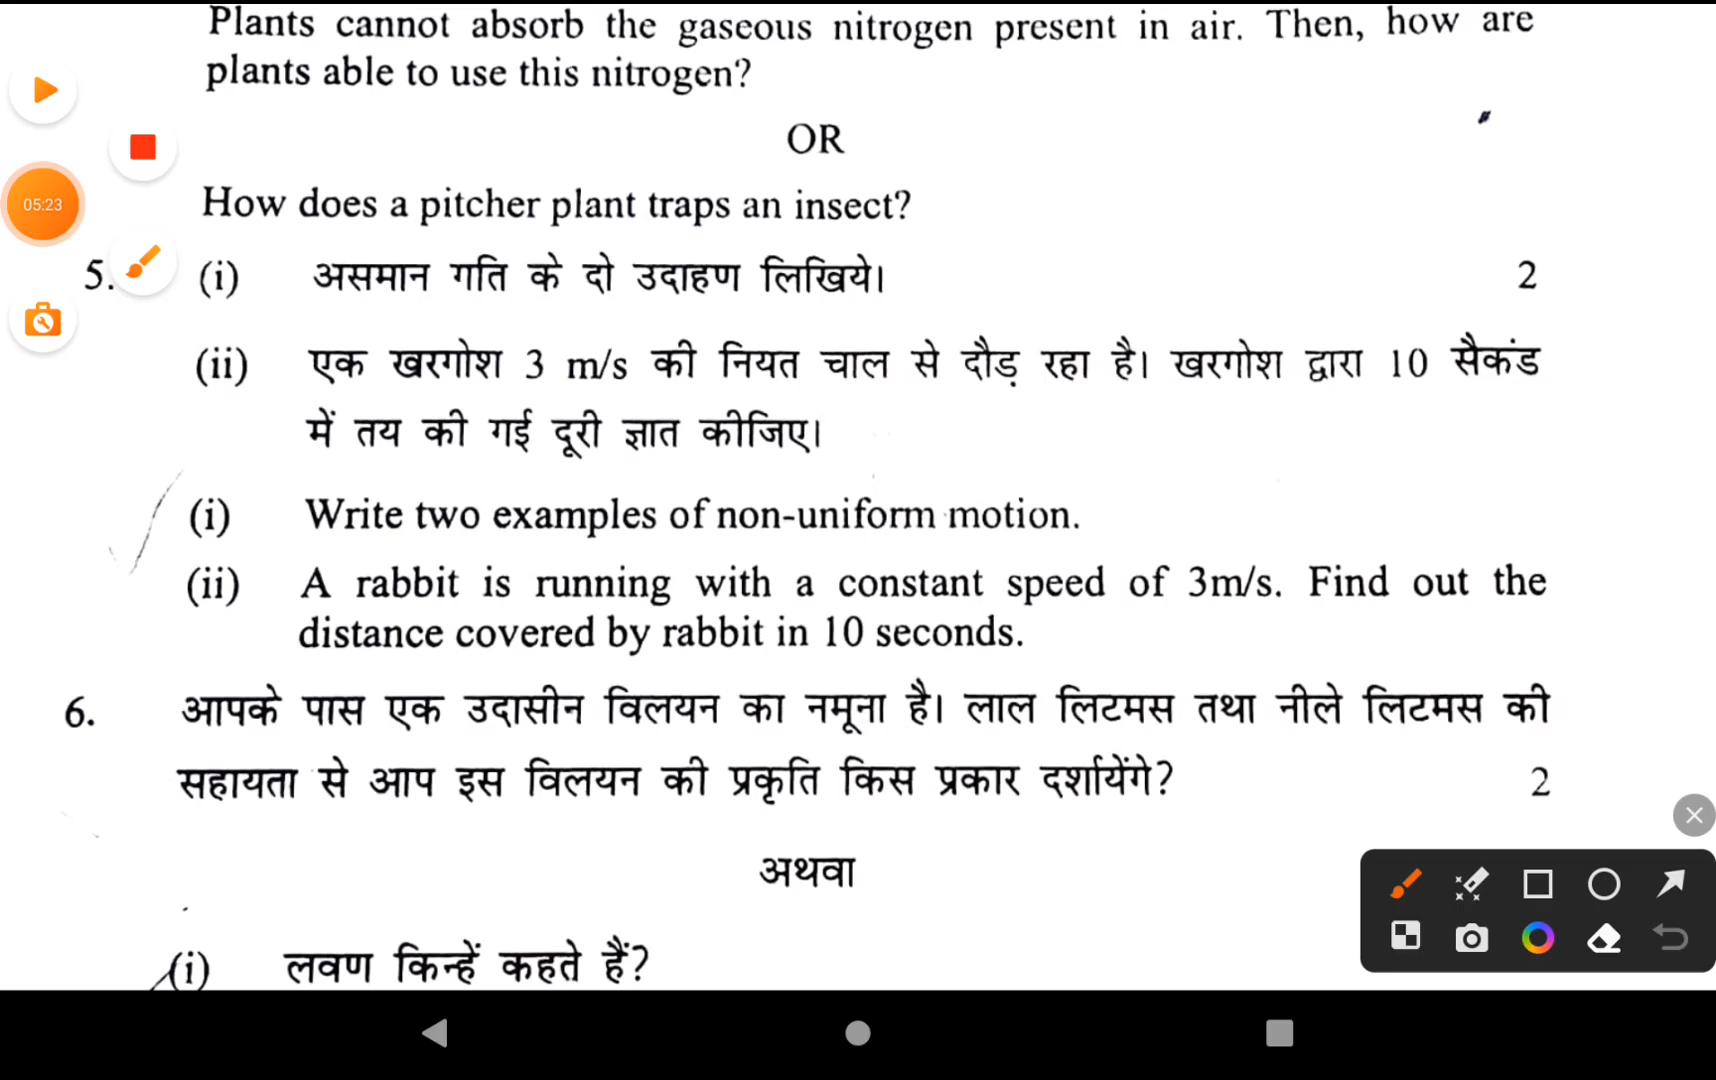 Plants cannot absorb the gaseous nitrogen present in air. Then, how are
plants able to use this nitrogen?
OR
How does a pitcher plant traps an insect?
05:23
5. (i) असमान गति के दो उदाहण लिखिये। 2
(ii) एक खरगोश 3 m/s की नियत चाल से दौड़ रहा है। खरगोश द्वारा 10 सैकंड
में तय की गई दूरी ज्ञात कीजिए।
(i) Write two examples of non-uniform motion.
(ii) A rabbit is running with a constant speed of 3m/s. Find out the
distance covered by rabbit in 10 seconds.
6. आपके पास एक उदासीन विलयन का नमूना है। लाल लिटमस तथा नीले लिटमस की
सहायता से आप इस विलयन की प्रकृति किस प्रकार दर्शायेंगे? 2
अथवा
(i) लवण किन्हें कहते हैं?